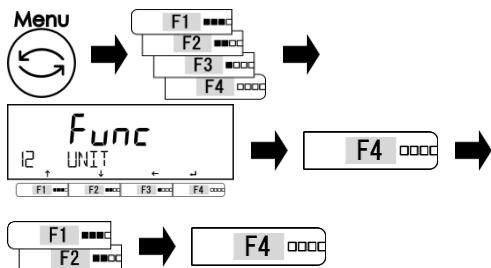 Menu
F1
F2
F3
F4
Func
12 UNIT
↑ ↓ ← ↵
F1 F2 F3 F4
F4
F1
F2
F4